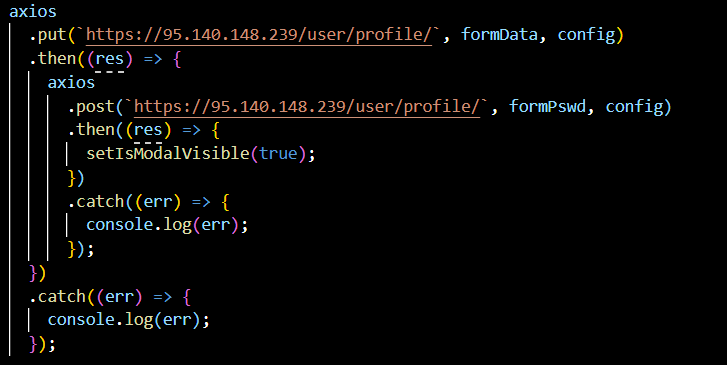 axios
.put(`https://95.140.148.239/user/profile/`, formData, config)
.then((res) => {
axios
.post(`https://95.140.148.239/user/profile/`, formPswd, config)
.then((res) => {
setIsModalVisible(true);
})
.catch((err) => {
console.log(err);
});
})
.catch((err) => {
console.log(err);
});